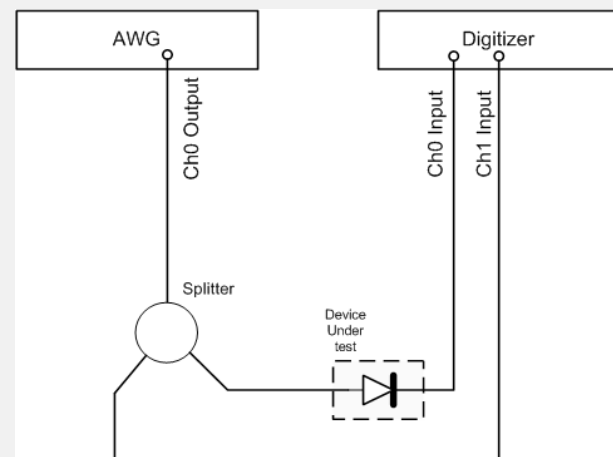 AWG
Digitizer
Ch0 Output
Ch0 Input
Ch1 Input
Splitter
Device
Under
test